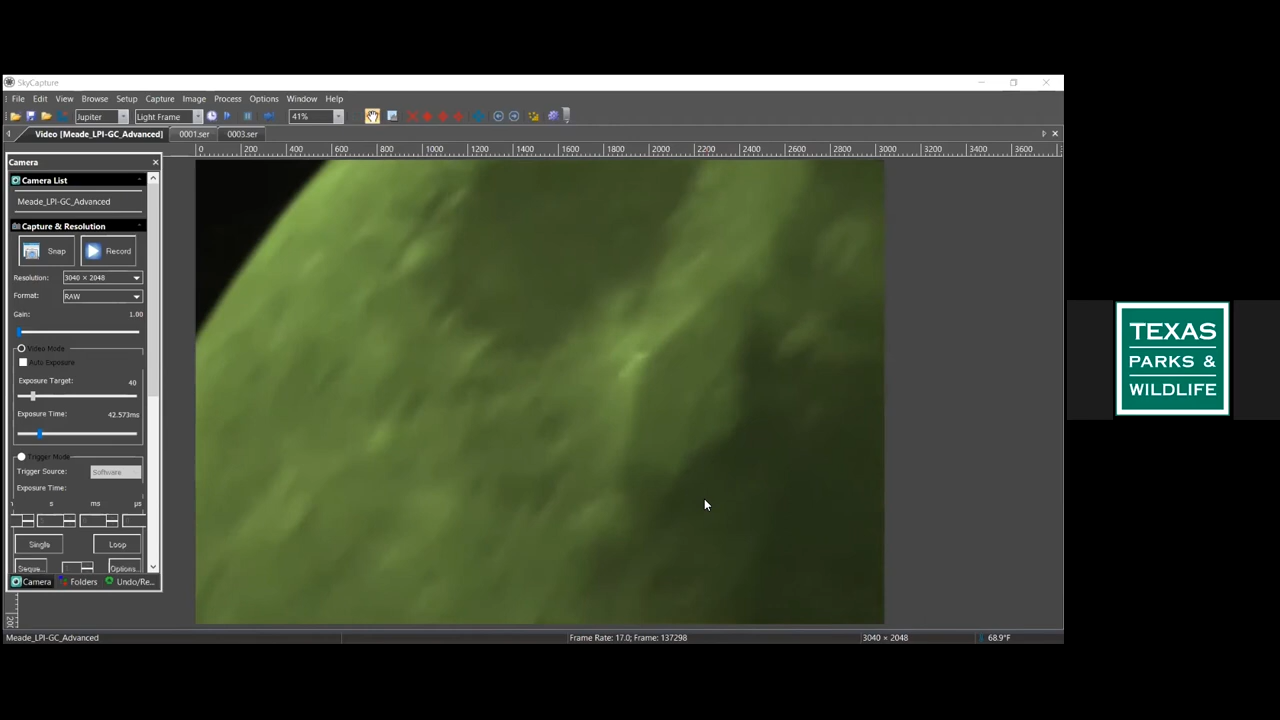 SkyCapture
File Edit View Browse Setup Capture Image Process Options Window Help
Jupiter Light Frame 41%
Video [Meade_LPI-GC_Advanced] 0001.ser 0003.ser
Camera
0 200 400 600 800 1000 1200 1400 1600 1800 2000 2200 2400 2600 2800 3000 3200 3400 3600
Camera List
Meade_LPI-GC_Advanced
Capture & Resolution
Snap Record
Resolution: 3040 × 2048
Format: RAW
Gain: 1.00
Video Mode
Auto Exposure
Exposure Target: 40
Exposure Time: 42.573ms
Trigger Mode
Trigger Source: Software
Exposure Time:
s ms µs
Single Loop
Seque... Options...
Camera Folders Undo/Re...
Meade_LPI-GC_Advanced Frame Rate: 17.0; Frame: 137298 3040 × 2048 68.9°F
TEXAS
PARKS &
WILDLIFE